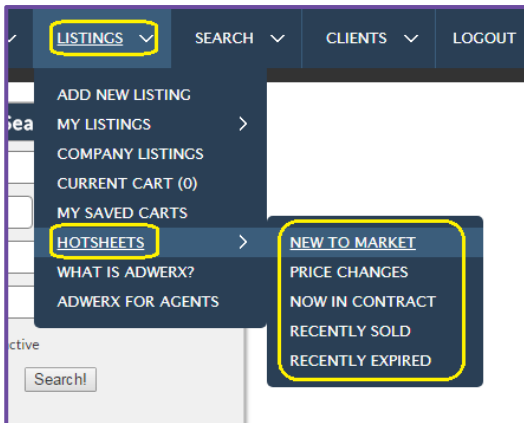 LISTINGS SEARCH CLIENTS LOGOUT
ADD NEW LISTING
MY LISTINGS
COMPANY LISTINGS
CURRENT CART (0)
MY SAVED CARTS
HOTSHEETS
WHAT IS ADWERX?
ADWERX FOR AGENTS
NEW TO MARKET
PRICE CHANGES
NOW IN CONTRACT
RECENTLY SOLD
RECENTLY EXPIRED
Search!